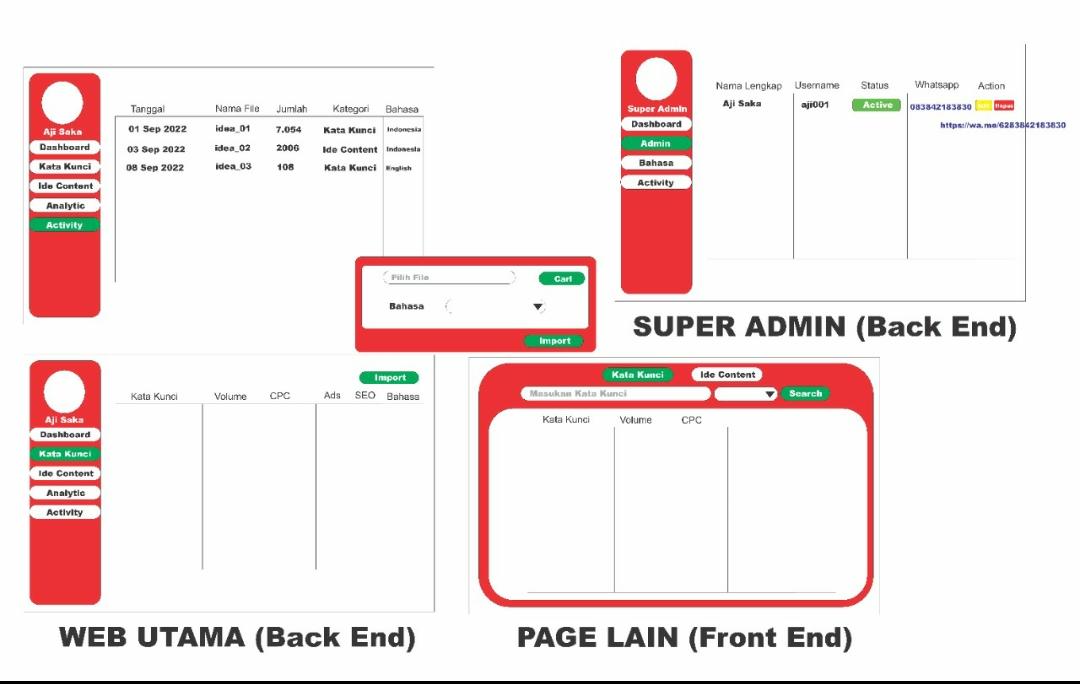 Aji Saka
Dashboard
Kata Kunci
Ide Content
Analytic
Activity
Tanggal Nama File Jumlah Kategori Bahasa
01 Sep 2022 idea_01 7.054 Kata Kunci Indonesia
03 Sep 2022 idea_02 2006 Ide Content Indonesia
08 Sep 2022 idea_03 108 Kata Kunci English
Pilih File Cari
Bahasa
Import
Super Admin
Dashboard
Admin
Bahasa
Activity
Nama Lengkap Username Status Whatsapp Action
Aji Saka aji001 Active 083842183830 Edit Hapus
https://wa.me/6283842183830
SUPER ADMIN (Back End)
Aji Saka
Dashboard
Kata Kunci
Ide Content
Analytic
Activity
Import
Kata Kunci Volume CPC Ads SEO Bahasa
WEB UTAMA (Back End)
Kata Kunci Ide Content
Masukan Kata Kunci Search
Kata Kunci Volume CPC
PAGE LAIN (Front End)